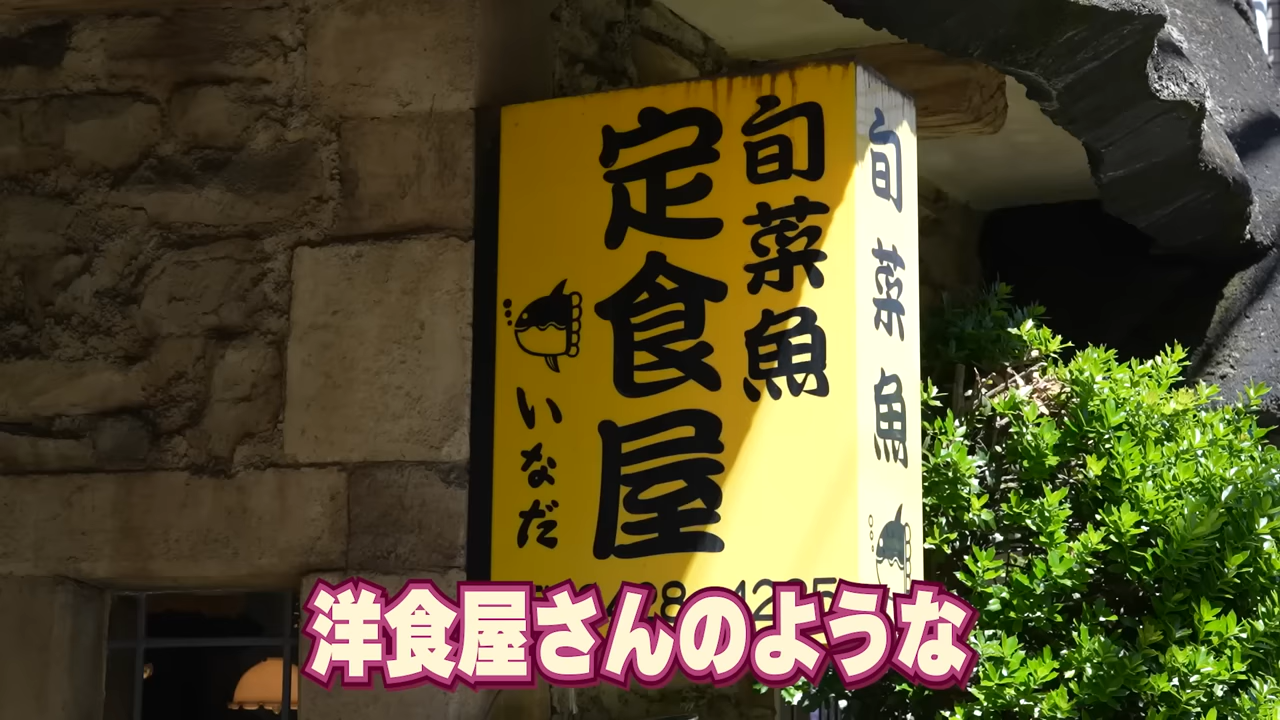 旬菜魚
定食屋
いなだ
旬菜魚
洋食屋さんのような